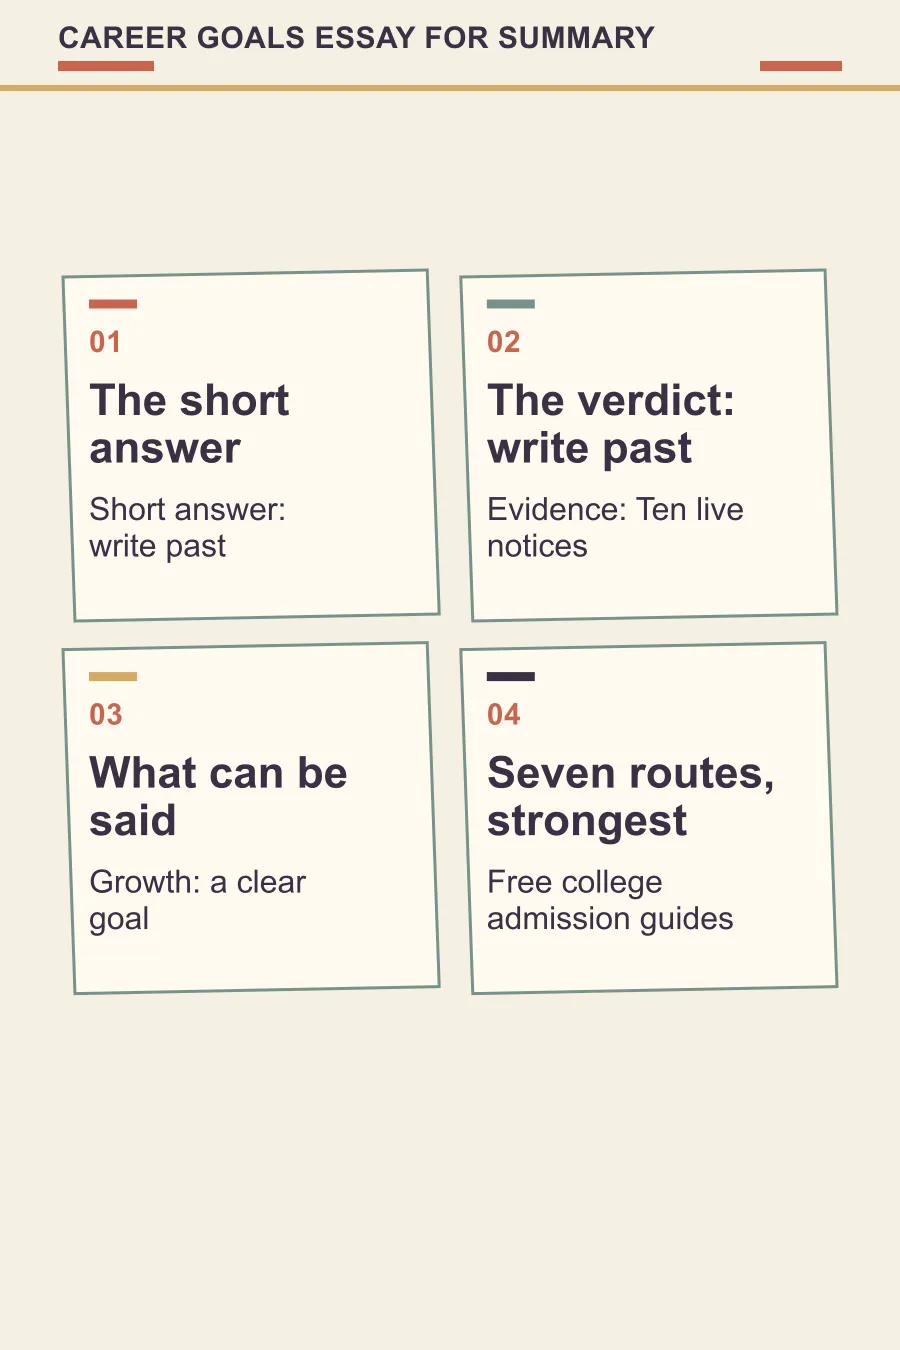 CAREER GOALS ESSAY FOR SUMMARY
01
The short
answer
Short answer:
write past
02
The verdict:
write past
Evidence: Ten live
notices
03
What can be
said
Growth: a clear
goal
04
Seven routes,
strongest
Free college
admission guides